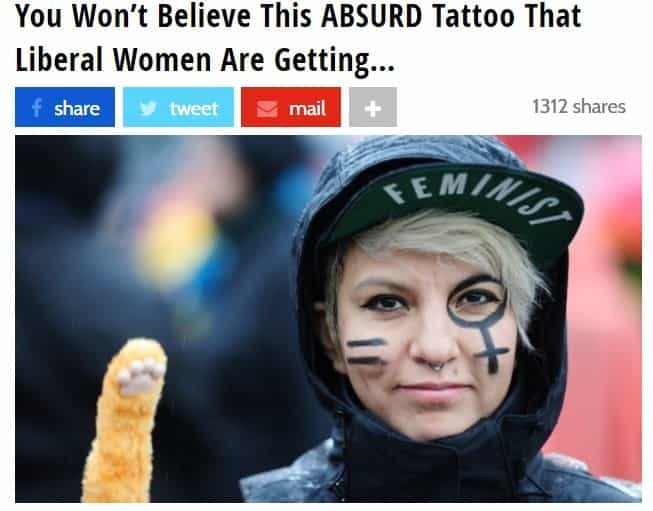 You Won't Believe This ABSURD Tattoo That
Liberal Women Are Getting...
f share tweet mail + 1312 shares
FEMINIST